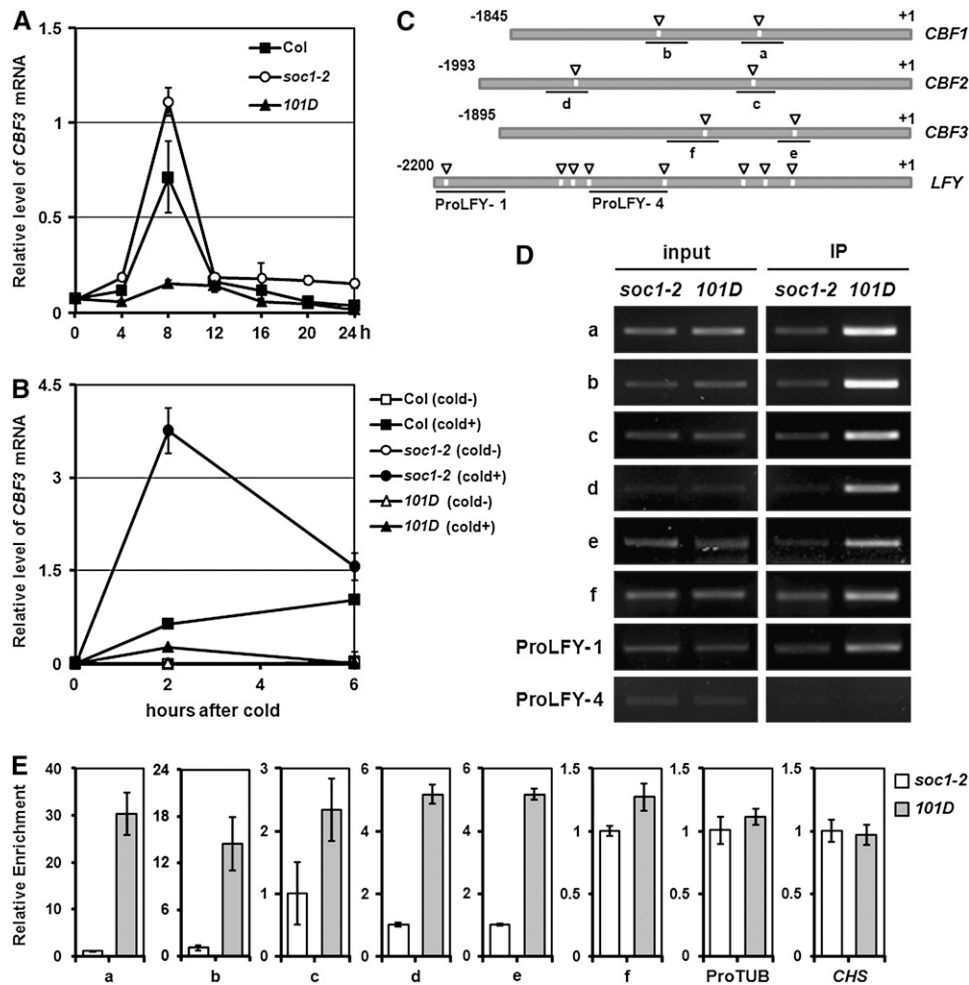 A
Relative level of CBF3 mRNA
1.5
1
0.5
0
0 4 8 12 16 20 24 h
Col
soc1-2
101D
B
Relative level of CBF3 mRNA
4.5
3
1.5
0
0 2 4 6
hours after cold
Col (cold-)
Col (cold+)
soc1-2 (cold-)
soc1-2 (cold+)
101D (cold-)
101D (cold+)
C
-1845 +1 CBF1
b a
-1993 +1 CBF2
d c
-1895 +1 CBF3
f e
-2200 +1 LFY
ProLFY- 1 ProLFY- 4
D
input IP
soc1-2 101D soc1-2 101D
a
b
c
d
e
f
ProLFY-1
ProLFY-4
E
Relative Enrichment
40
30
20
10
0
a
24
18
12
6
0
b
3
2
1
0
c
6
4
2
0
d
6
4
2
0
e
1.5
1
0.5
0
f
1.5
1
0.5
0
ProTUB
1.5
1
0.5
0
CHS
soc1-2
101D